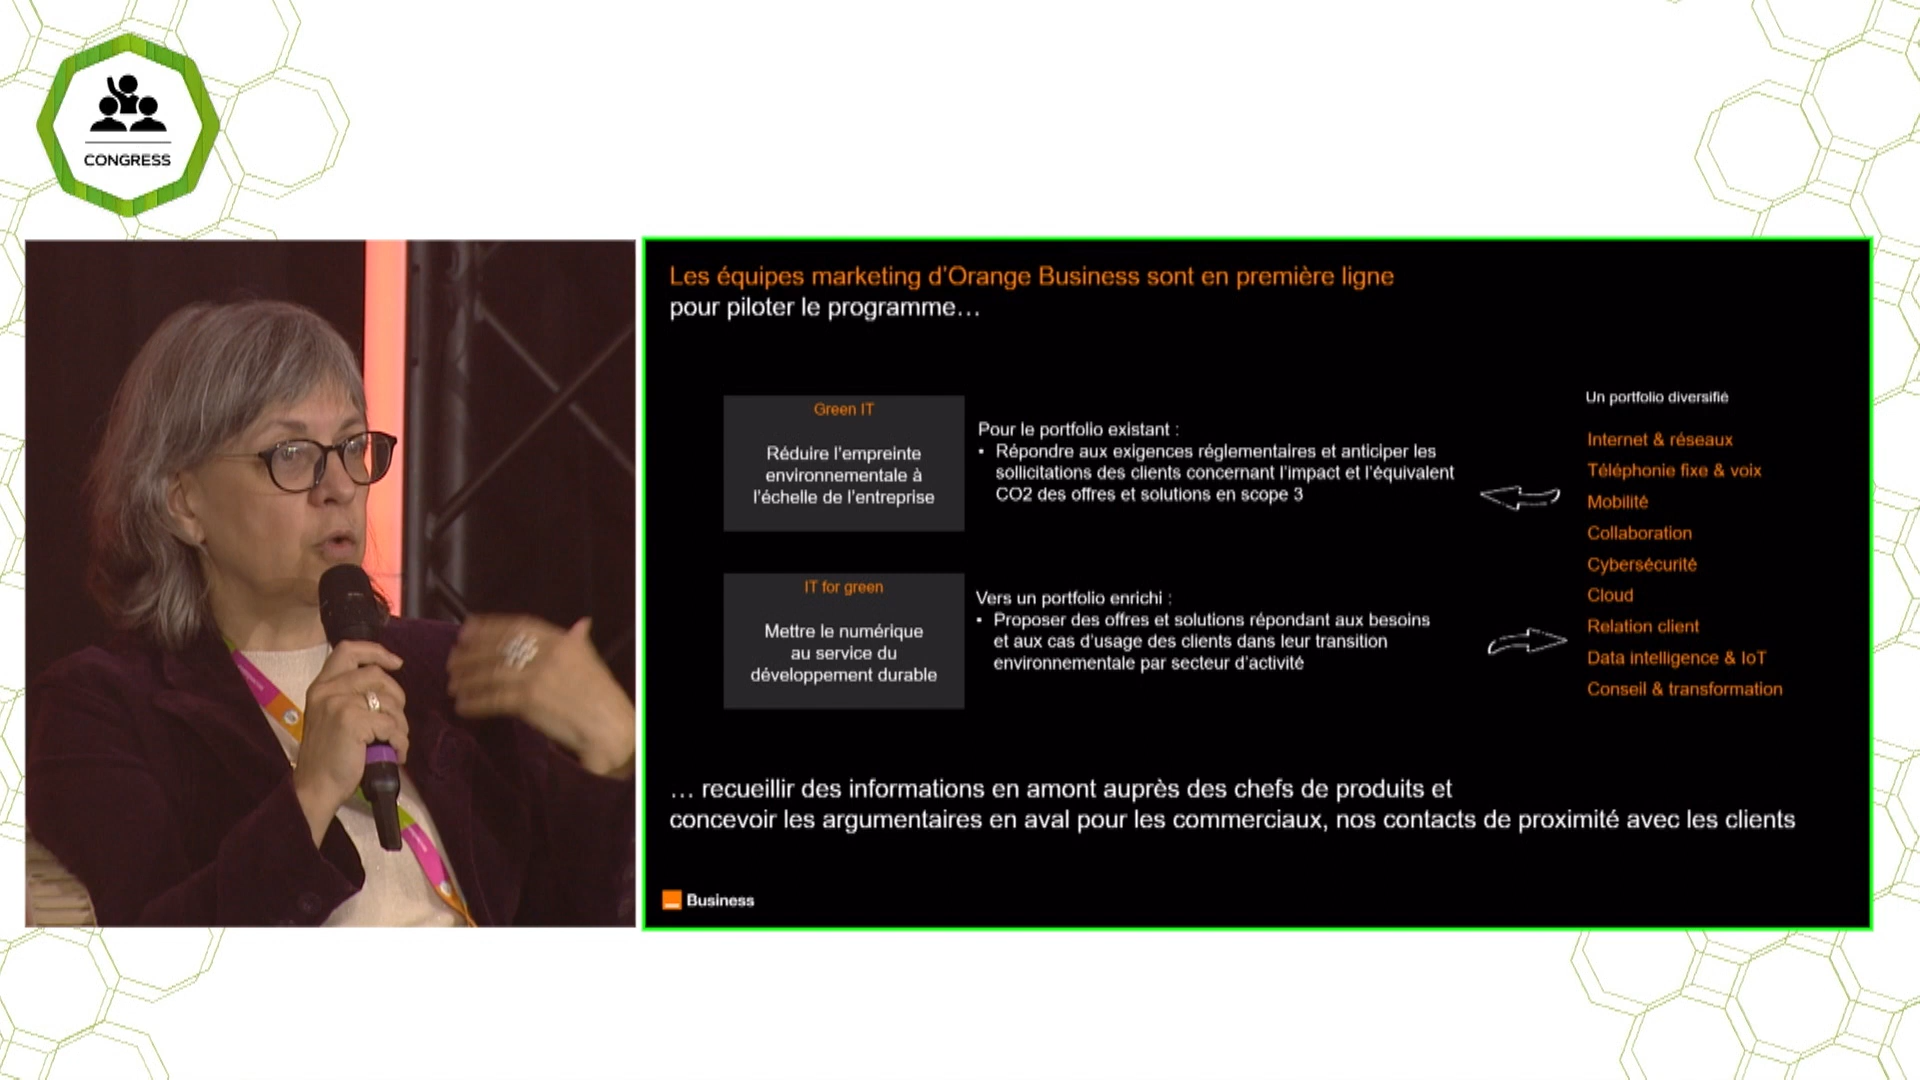 CONGRESS
Les équipes marketing d'Orange Business sont en première ligne
pour piloter le programme…
Green IT
Réduire l'empreinte
environnementale à
l'échelle de l'entreprise
Pour le portfolio existant :
• Répondre aux exigences réglementaires et anticiper les
sollicitations des clients concernant l'impact et l'équivalent
CO2 des offres et solutions en scope 3
IT for green
Mettre le numérique
au service du
développement durable
Vers un portfolio enrichi :
• Proposer des offres et solutions répondant aux besoins
et aux cas d'usage des clients dans leur transition
environnementale par secteur d'activité
Un portfolio diversifié
Internet & réseaux
Téléphonie fixe & voix
Mobilité
Collaboration
Cybersécurité
Cloud
Relation client
Data intelligence & IoT
Conseil & transformation
… recueillir des informations en amont auprès des chefs de produits et
concevoir les argumentaires en aval pour les commerciaux, nos contacts de proximité avec les clients
Business